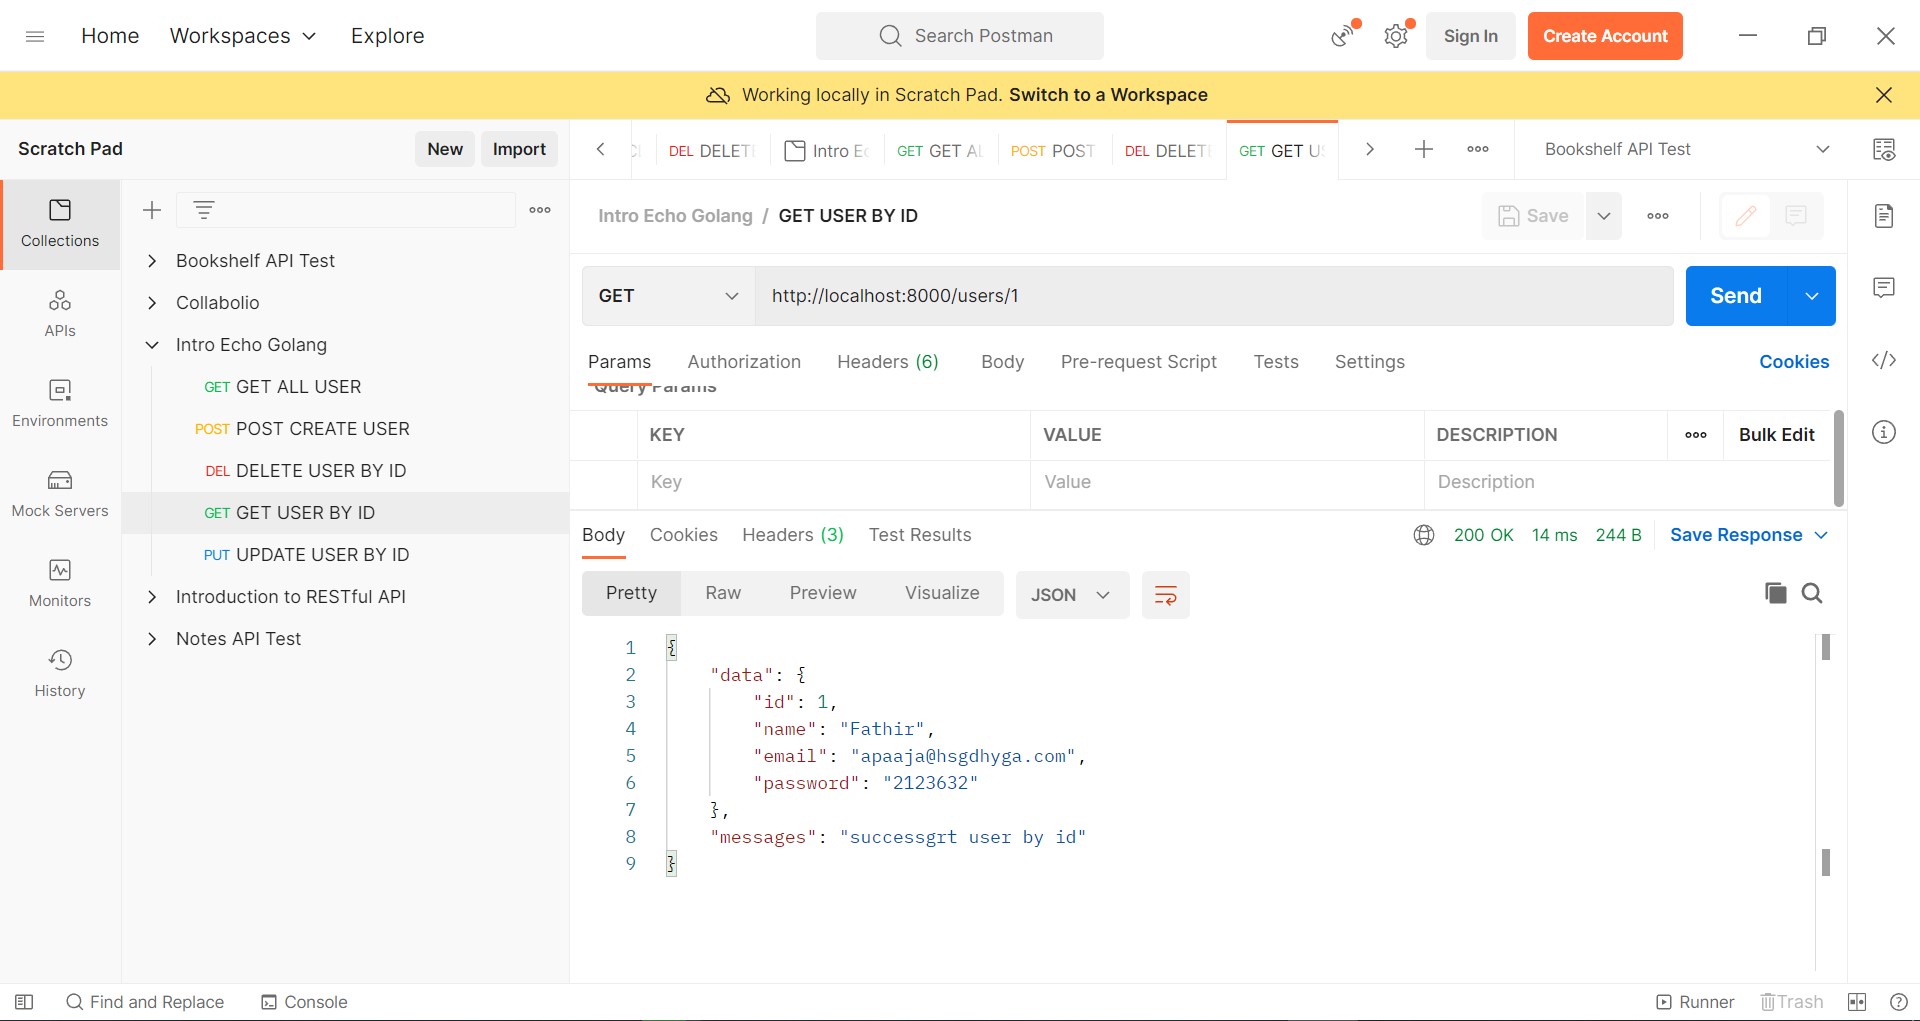 Home Workspaces Explore Search Postman Sign In Create Account
Working locally in Scratch Pad. Switch to a Workspace
Scratch Pad New Import DEL DELET Intro Ec GET GET AL POST POST DEL DELET GET GET US Bookshelf API Test
Collections
APIs
Environments
Mock Servers
Monitors
History
Bookshelf API Test
Collabolio
Intro Echo Golang
GET GET ALL USER
POST POST CREATE USER
DEL DELETE USER BY ID
GET GET USER BY ID
PUT UPDATE USER BY ID
Introduction to RESTful API
Notes API Test
Intro Echo Golang / GET USER BY ID Save
GET http://localhost:8000/users/1 Send
Params Authorization Headers (6) Body Pre-request Script Tests Settings Cookies
Query Params
KEY VALUE DESCRIPTION Bulk Edit
Key Value Description
Body Cookies Headers (3) Test Results 200 OK 14 ms 244 B Save Response
Pretty Raw Preview Visualize JSON
1 {
2 "data": {
3 "id": 1,
4 "name": "Fathir",
5 "email": "apaaja@hsgdhyga.com",
6 "password": "2123632"
7 },
8 "messages": "successgrt user by id"
9 }
Find and Replace Console Runner Trash